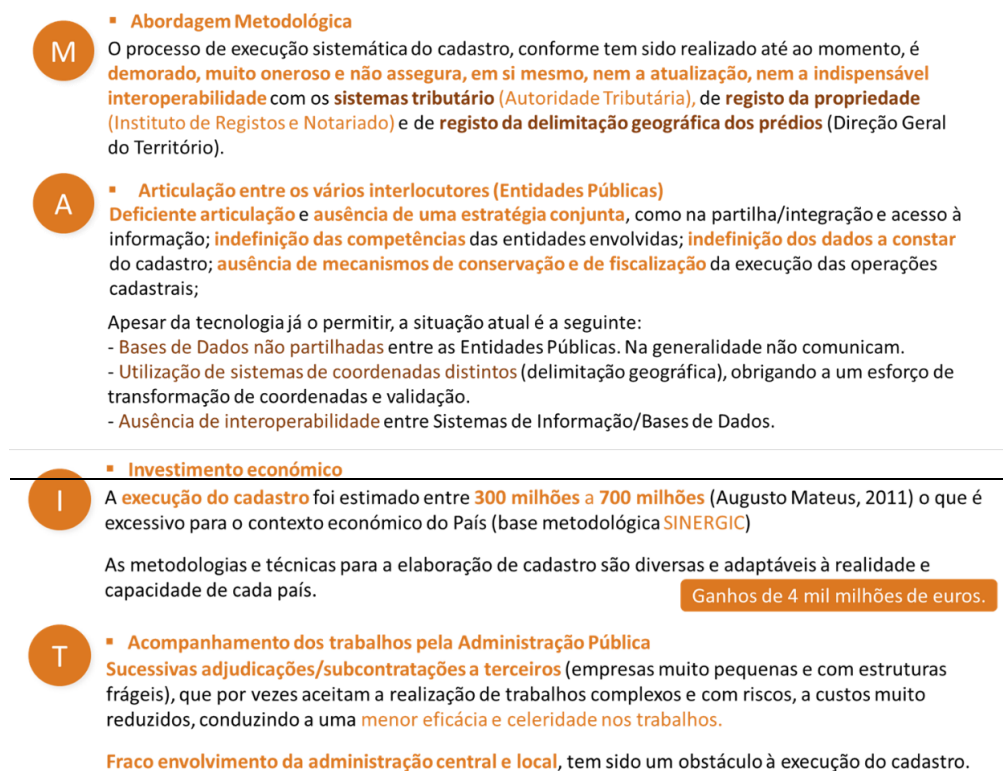 ▪ Abordagem Metodológica
M
O processo de execução sistemática do cadastro, conforme tem sido realizado até ao momento, é
demorado, muito oneroso e não assegura, em si mesmo, nem a atualização, nem a indispensável
interoperabilidade com os sistemas tributário (Autoridade Tributária), de registo da propriedade
(Instituto de Registos e Notariado) e de registo da delimitação geográfica dos prédios (Direção Geral
do Território).
A
▪ Articulação entre os vários interlocutores (Entidades Públicas)
Deficiente articulação e ausência de uma estratégia conjunta, como na partilha/integração e acesso à
informação; indefinição das competências das entidades envolvidas; indefinição dos dados a constar
do cadastro; ausência de mecanismos de conservação e de fiscalização da execução das operações
cadastrais;
Apesar da tecnologia já o permitir, a situação atual é a seguinte:
- Bases de Dados não partilhadas entre as Entidades Públicas. Na generalidade não comunicam.
- Utilização de sistemas de coordenadas distintos (delimitação geográfica), obrigando a um esforço de
transformação de coordenadas e validação.
- Ausência de interoperabilidade entre Sistemas de Informação/Bases de Dados.
▪ Investimento económico
I
A execução do cadastro foi estimado entre 300 milhões a 700 milhões (Augusto Mateus, 2011) o que é
excessivo para o contexto económico do País (base metodológica SINERGIC)
As metodologias e técnicas para a elaboração de cadastro são diversas e adaptáveis à realidade e
capacidade de cada país.
Ganhos de 4 mil milhões de euros.
T
▪ Acompanhamento dos trabalhos pela Administração Pública
Sucessivas adjudicações/subcontratações a terceiros (empresas muito pequenas e com estruturas
frágeis), que por vezes aceitam a realização de trabalhos complexos e com riscos, a custos muito
reduzidos, conduzindo a uma menor eficácia e celeridade nos trabalhos.
Fraco envolvimento da administração central e local, tem sido um obstáculo à execução do cadastro.